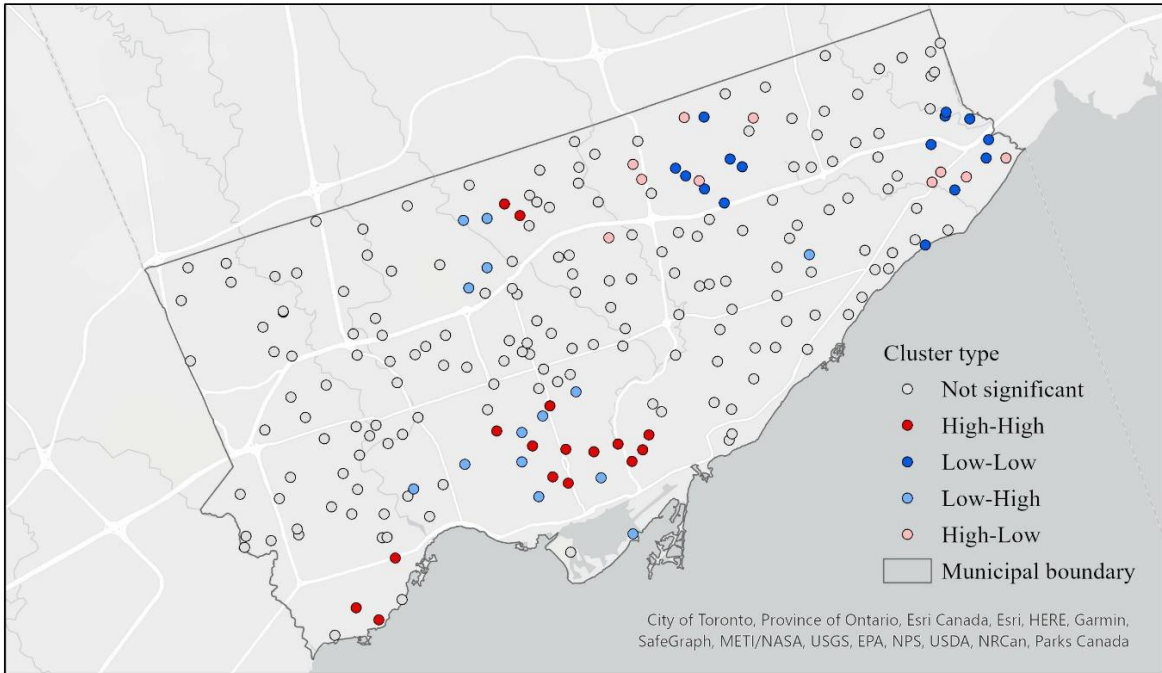 Cluster type
Not significant
High-High
Low-Low
Low-High
High-Low
Municipal boundary
City of Toronto, Province of Ontario, Esri Canada, Esri, HERE, Garmin,
SafeGraph, METI/NASA, USGS, EPA, NPS, USDA, NRCan, Parks Canada